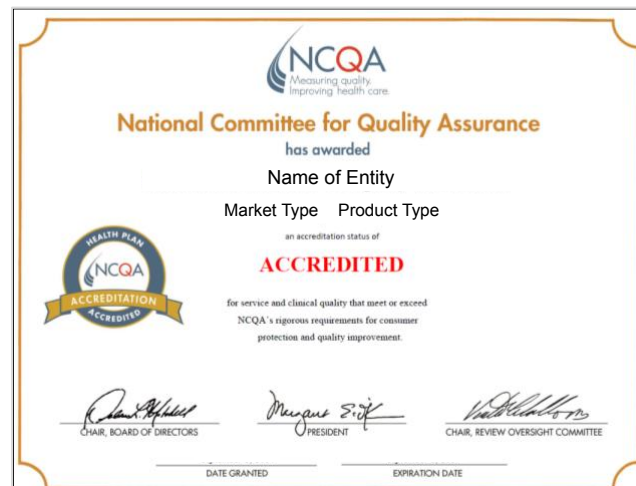 NCQA
Measuring quality.
Improving health care.
National Committee for Quality Assurance
has awarded
Name of Entity
Market Type Product Type
an accreditation status of
ACCREDITED
HEALTH PLAN
NCQA
ACCREDITATION
ACCREDITED
for service and clinical quality that meet or exceed
NCQA's rigorous requirements for consumer
protection and quality improvement.
CHAIR, BOARD OF DIRECTORS
PRESIDENT
CHAIR, REVIEW OVERSIGHT COMMITTEE
DATE GRANTED
EXPIRATION DATE